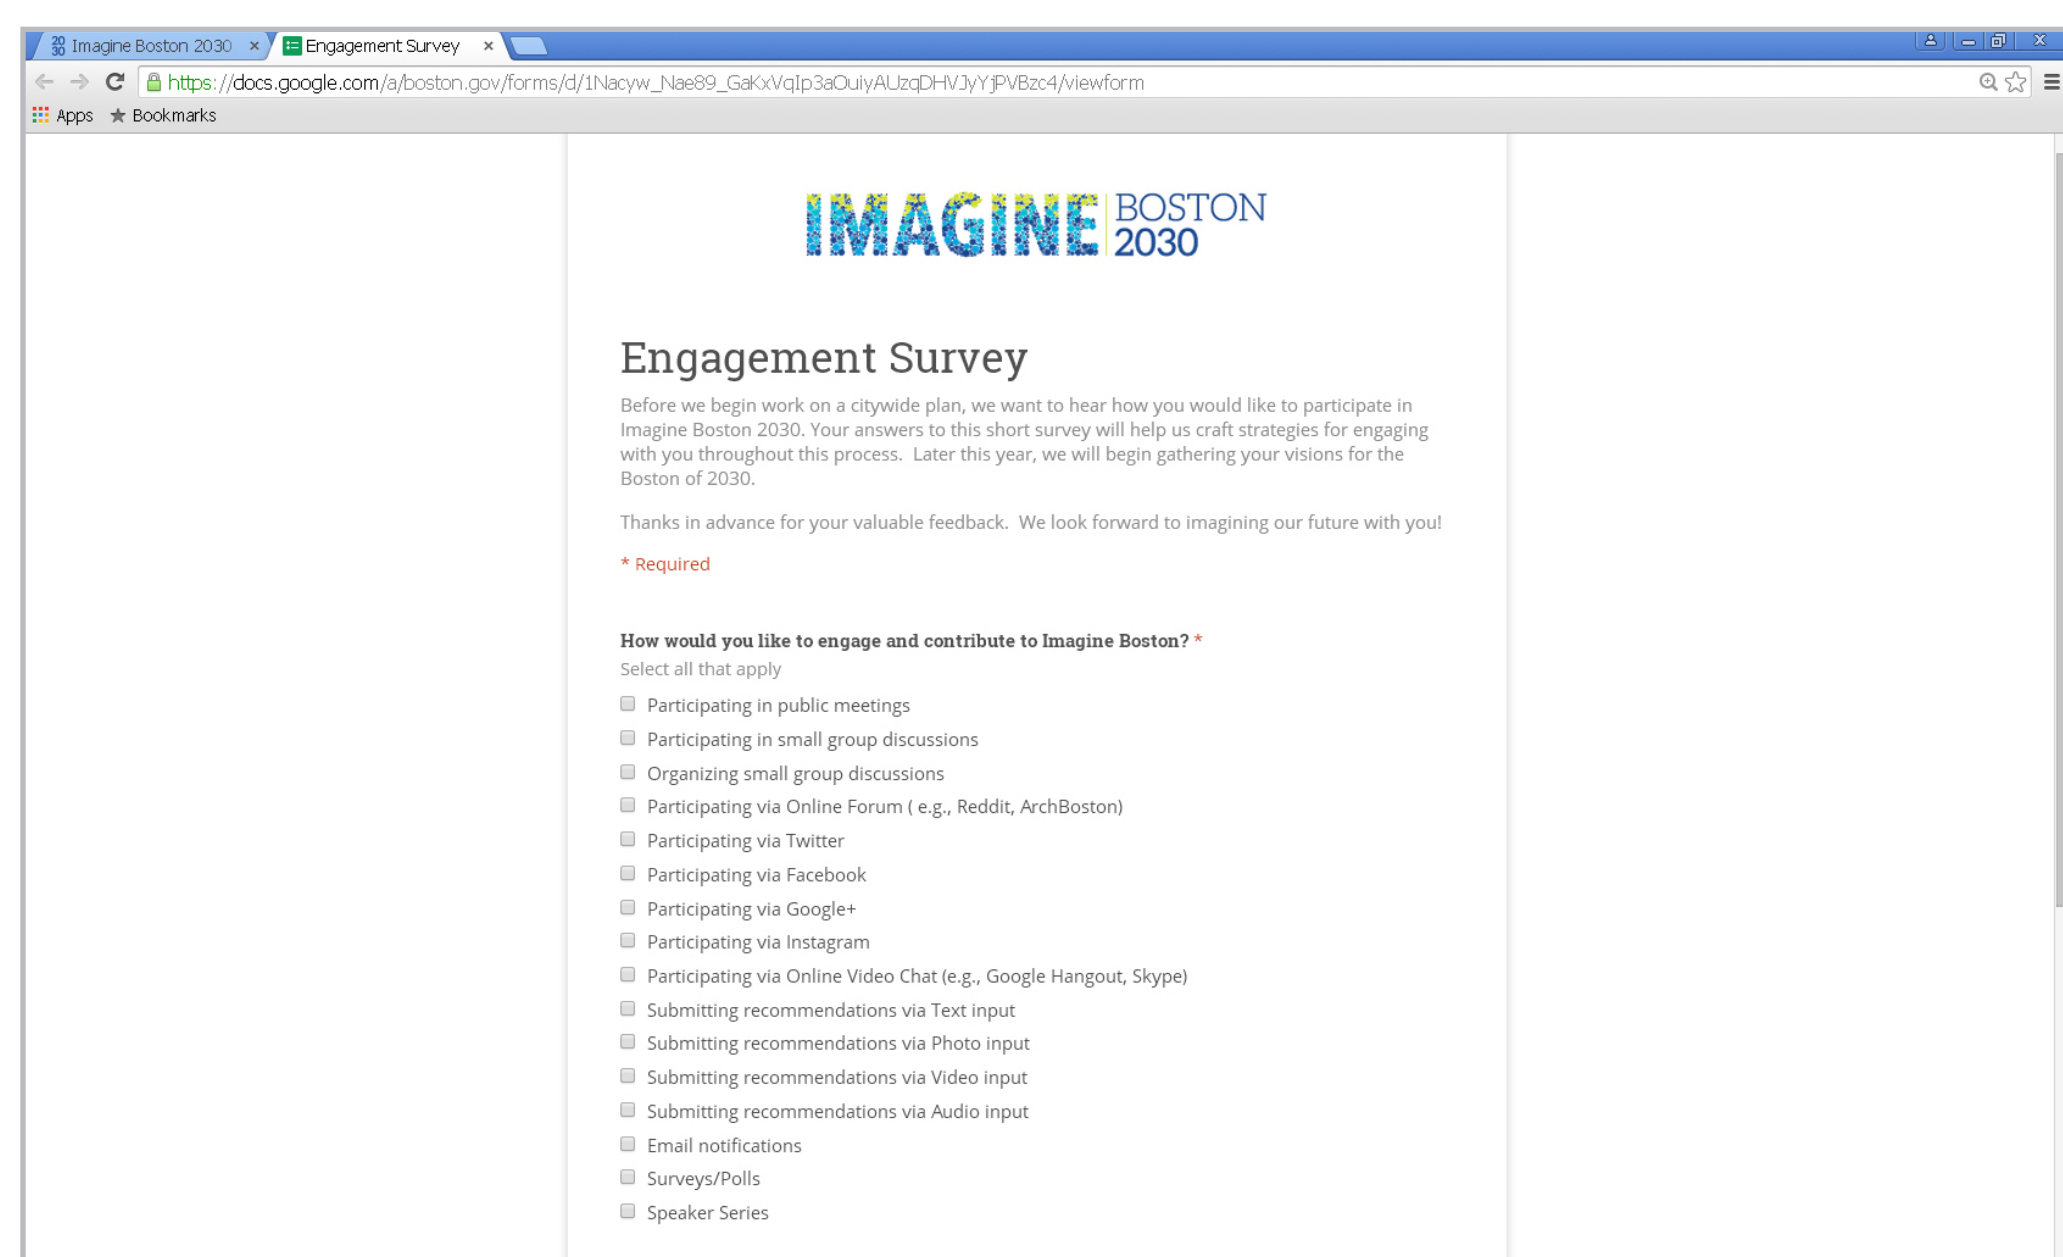 20 30 Imagine Boston 2030 × Engagement Survey ×
https://docs.google.com/a/boston.gov/forms/d/1Nacyw_Nae89_GaKxVqIp3aOuiyAUzqDHVJyYjPVBzc4/viewform
Apps ★ Bookmarks
IMAGINE BOSTON
2030
Engagement Survey
Before we begin work on a citywide plan, we want to hear how you would like to participate in
Imagine Boston 2030. Your answers to this short survey will help us craft strategies for engaging
with you throughout this process.  Later this year, we will begin gathering your visions for the
Boston of 2030.
Thanks in advance for your valuable feedback.  We look forward to imagining our future with you!
* Required
How would you like to engage and contribute to Imagine Boston? *
Select all that apply
Participating in public meetings
Participating in small group discussions
Organizing small group discussions
Participating via Online Forum ( e.g., Reddit, ArchBoston)
Participating via Twitter
Participating via Facebook
Participating via Google+
Participating via Instagram
Participating via Online Video Chat (e.g., Google Hangout, Skype)
Submitting recommendations via Text input
Submitting recommendations via Photo input
Submitting recommendations via Video input
Submitting recommendations via Audio input
Email notifications
Surveys/Polls
Speaker Series